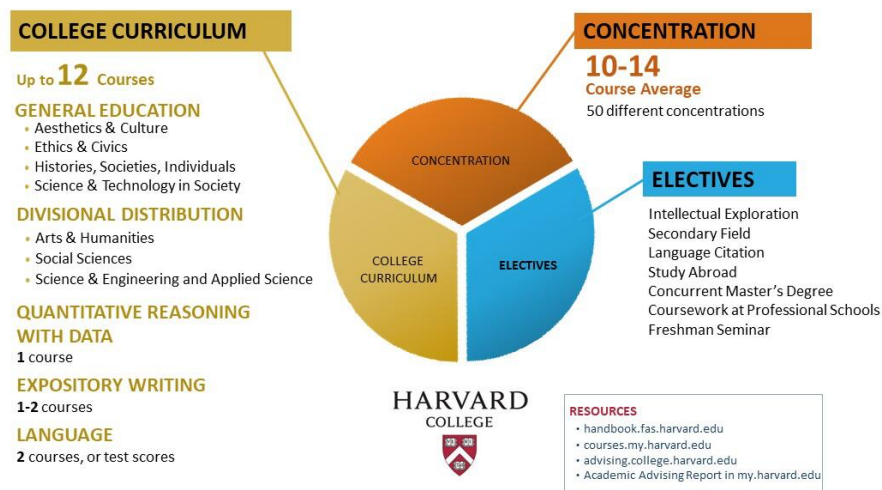 COLLEGE CURRICULUM
Up to 12 Courses
GENERAL EDUCATION
• Aesthetics & Culture
• Ethics & Civics
• Histories, Societies, Individuals
• Science & Technology in Society
DIVISIONAL DISTRIBUTION
• Arts & Humanities
• Social Sciences
• Science & Engineering and Applied Science
QUANTITATIVE REASONING
WITH DATA
1 course
EXPOSITORY WRITING
1-2 courses
LANGUAGE
2 courses, or test scores
CONCENTRATION
COLLEGE
CURRICULUM
ELECTIVES
CONCENTRATION
10-14
Course Average
50 different concentrations
ELECTIVES
Intellectual Exploration
Secondary Field
Language Citation
Study Abroad
Concurrent Master's Degree
Coursework at Professional Schools
Freshman Seminar
HARVARD
COLLEGE
RESOURCES
• handbook.fas.harvard.edu
• courses.my.harvard.edu
• advising.college.harvard.edu
• Academic Advising Report in my.harvard.edu